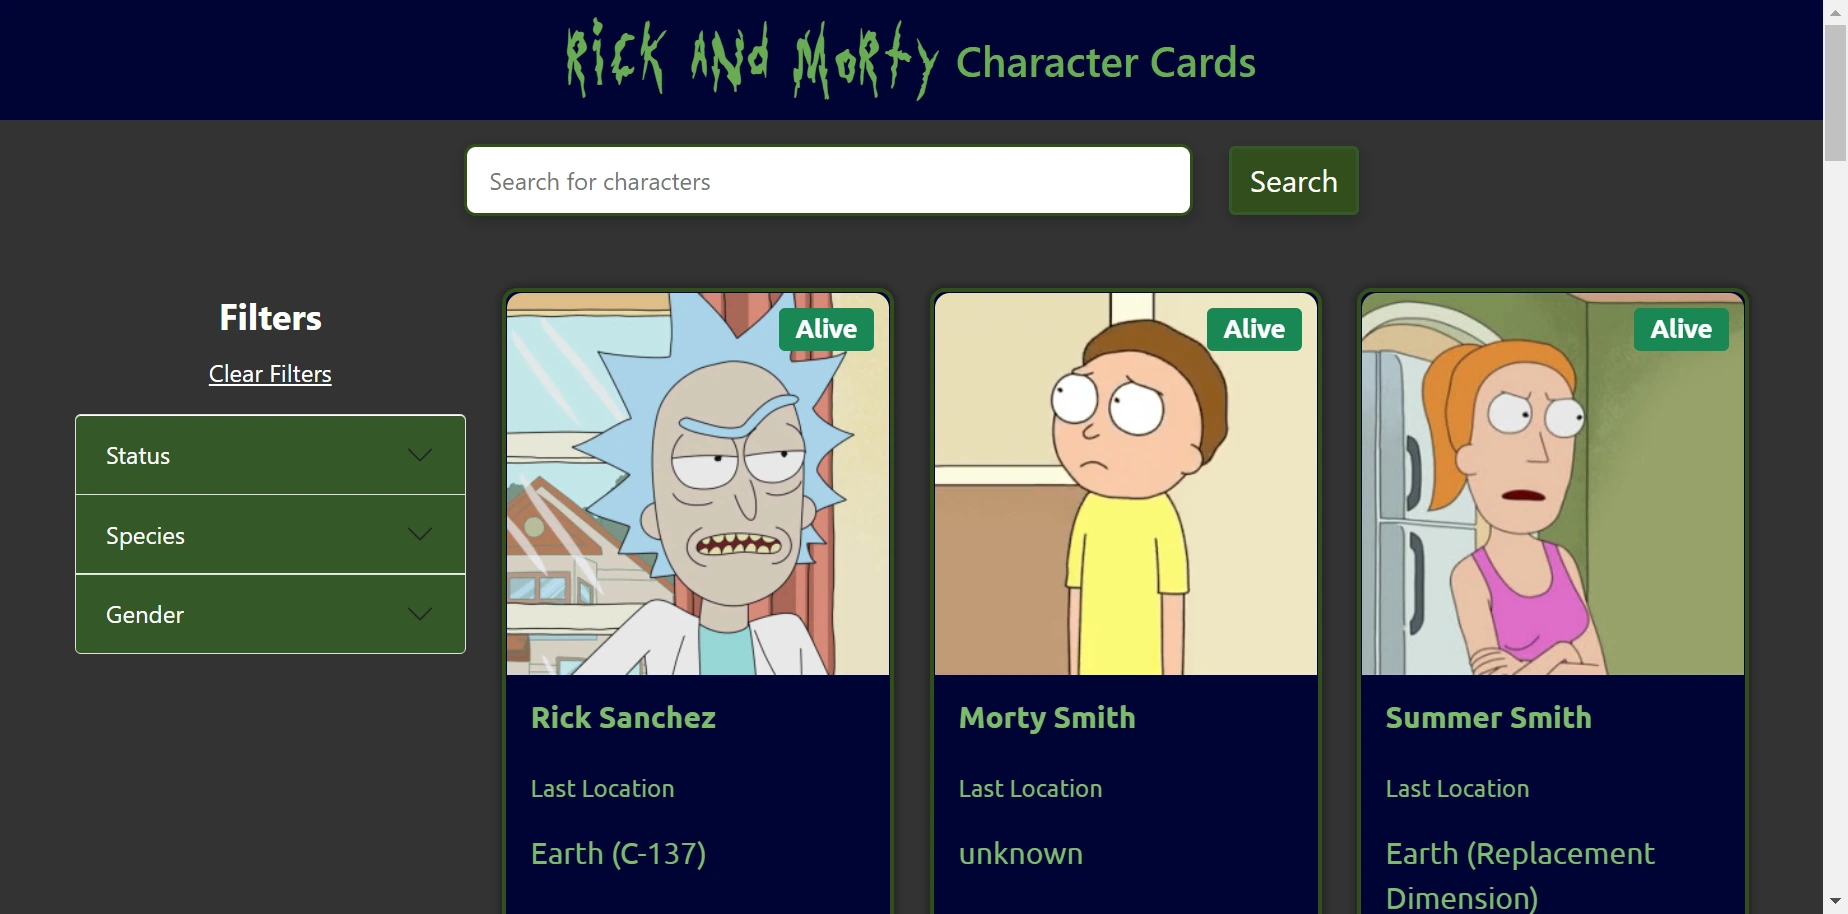 Rick and Morty Character Cards
Search for characters
Search
Filters
Clear Filters
Status
Species
Gender
Alive
Rick Sanchez
Last Location
Earth (C-137)
Alive
Morty Smith
Last Location
unknown
Alive
Summer Smith
Last Location
Earth (Replacement
Dimension)